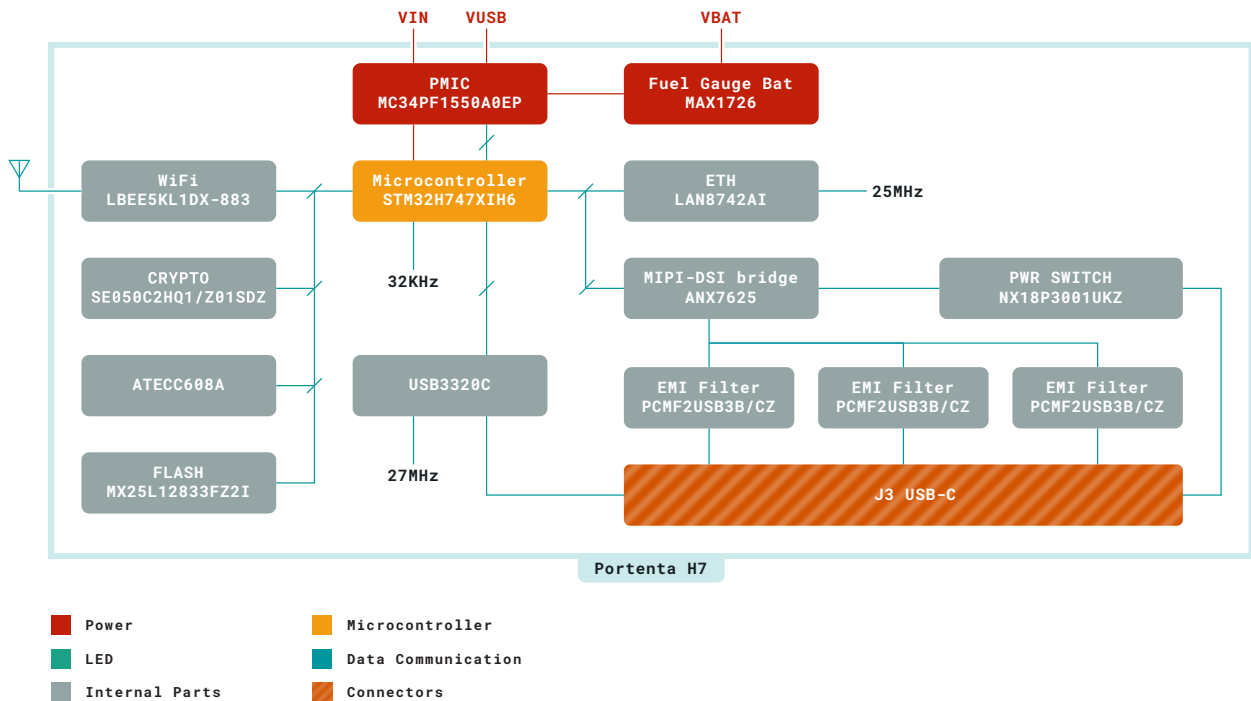 VIN
VUSB
VBAT
PMIC
MC34PF1550A0EP
Fuel Gauge Bat
MAX1726
WiFi
LBEE5KL1DX-883
Microcontroller
STM32H747XIH6
ETH
LAN8742AI
25MHz
CRYPTO
SE050C2HQ1/Z01SDZ
32KHz
MIPI-DSI bridge
ANX7625
PWR SWITCH
NX18P3001UKZ
ATECC608A
USB3320C
EMI Filter
PCMF2USB3B/CZ
EMI Filter
PCMF2USB3B/CZ
EMI Filter
PCMF2USB3B/CZ
FLASH
MX25L12833FZ2I
27MHz
J3 USB-C
Portenta H7
Power
Microcontroller
LED
Data Communication
Internal Parts
Connectors